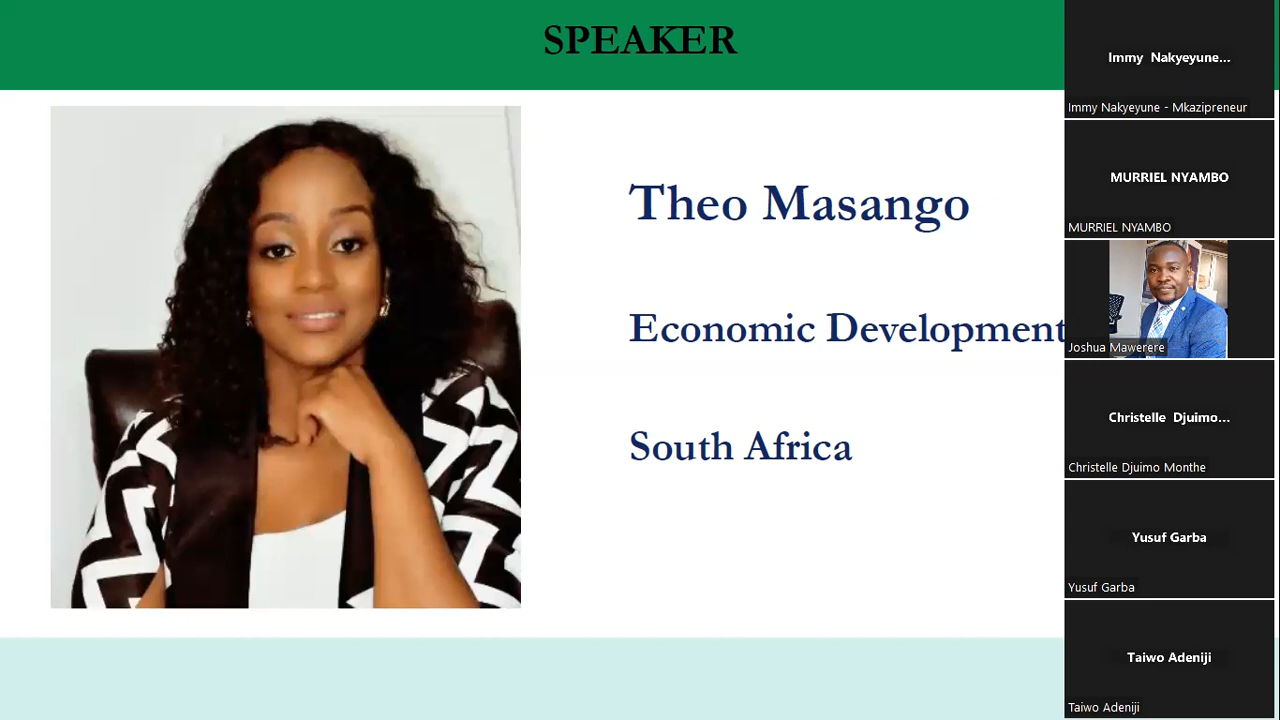 SPEAKER
Theo Masango
Economic Development
South Africa
Immy Nakyeyune...
Immy Nakyeyune - Mkazipreneur
MURRIEL NYAMBO
MURRIEL NYAMBO
Joshua Mawerere
Christelle Djuimo...
Christelle Djuimo Monthe
Yusuf Garba
Yusuf Garba
Taiwo Adeniji
Taiwo Adeniji